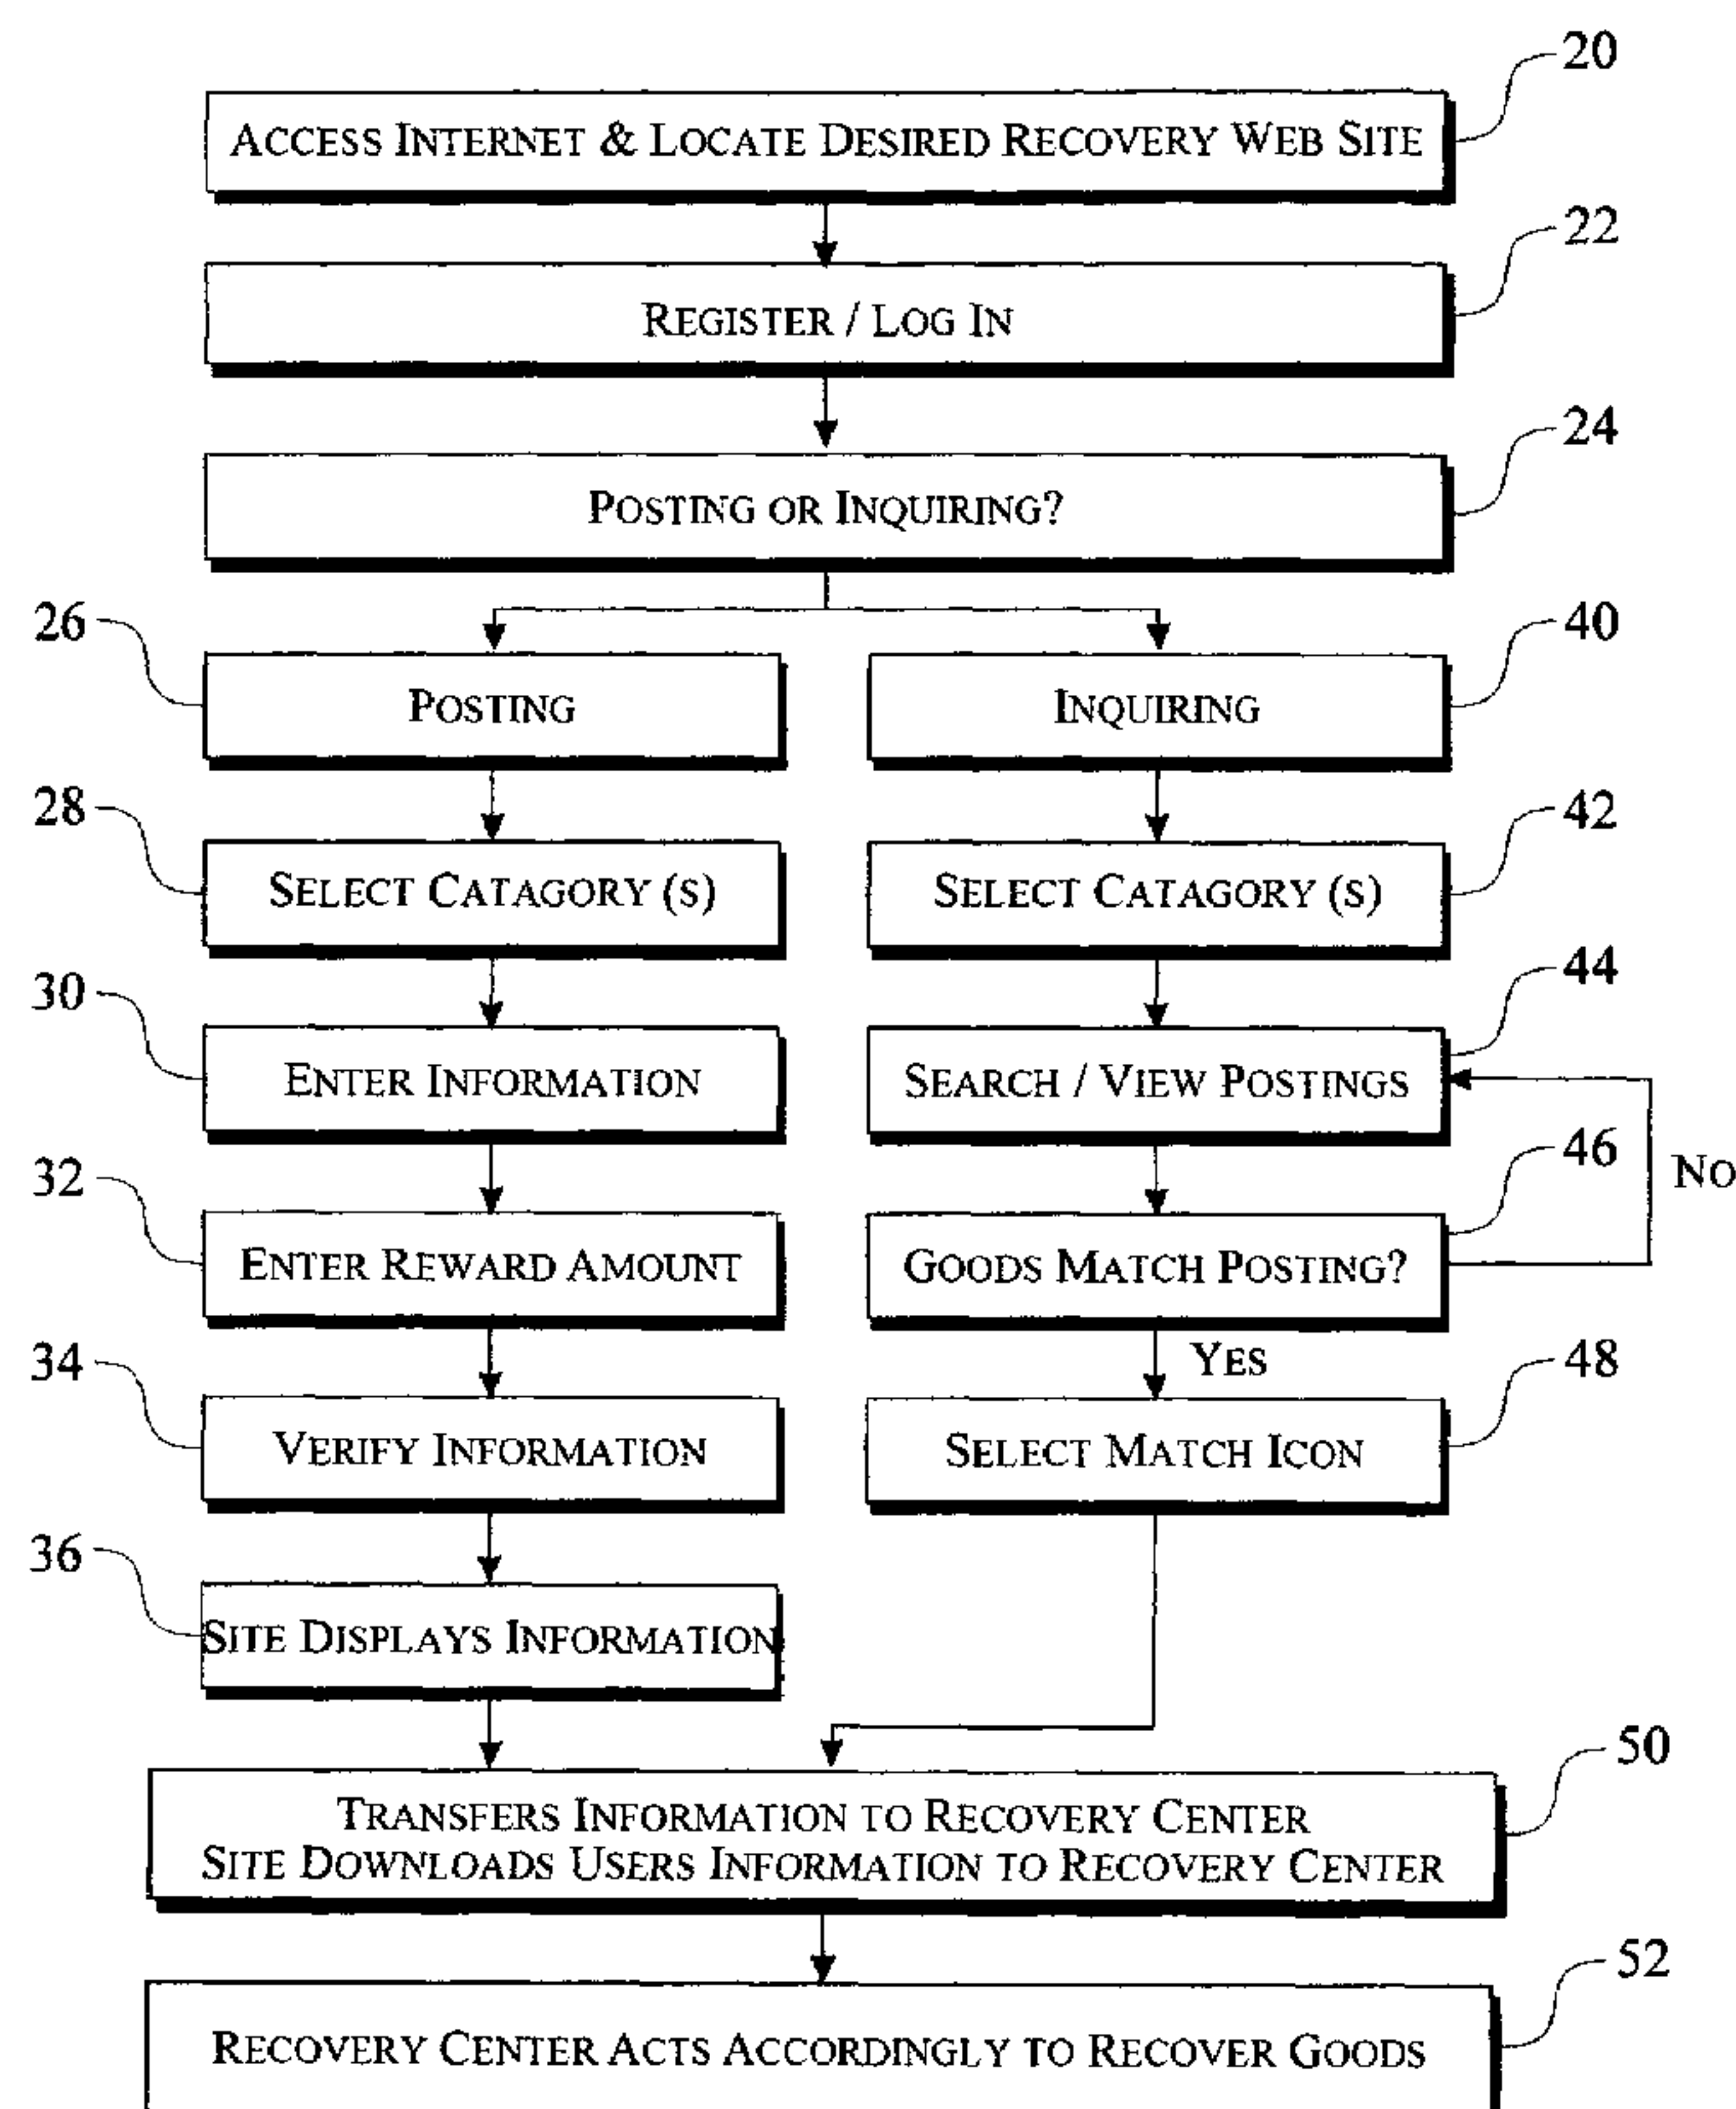 20
ACCESS INTERNET & LOCATE DESIRED RECOVERY WEB SITE
22
REGISTER / LOG IN
24
POSTING OR INQUIRING?
26
POSTING
40
INQUIRING
28
SELECT CATAGORY (S)
42
SELECT CATAGORY (S)
30
ENTER INFORMATION
44
SEARCH / VIEW POSTINGS
32
ENTER REWARD AMOUNT
46
GOODS MATCH POSTING?
NO
34
VERIFY INFORMATION
YES
48
SELECT MATCH ICON
36
SITE DISPLAYS INFORMATION
50
TRANSFERS INFORMATION TO RECOVERY CENTER
SITE DOWNLOADS USERS INFORMATION TO RECOVERY CENTER
52
RECOVERY CENTER ACTS ACCORDINGLY TO RECOVER GOODS